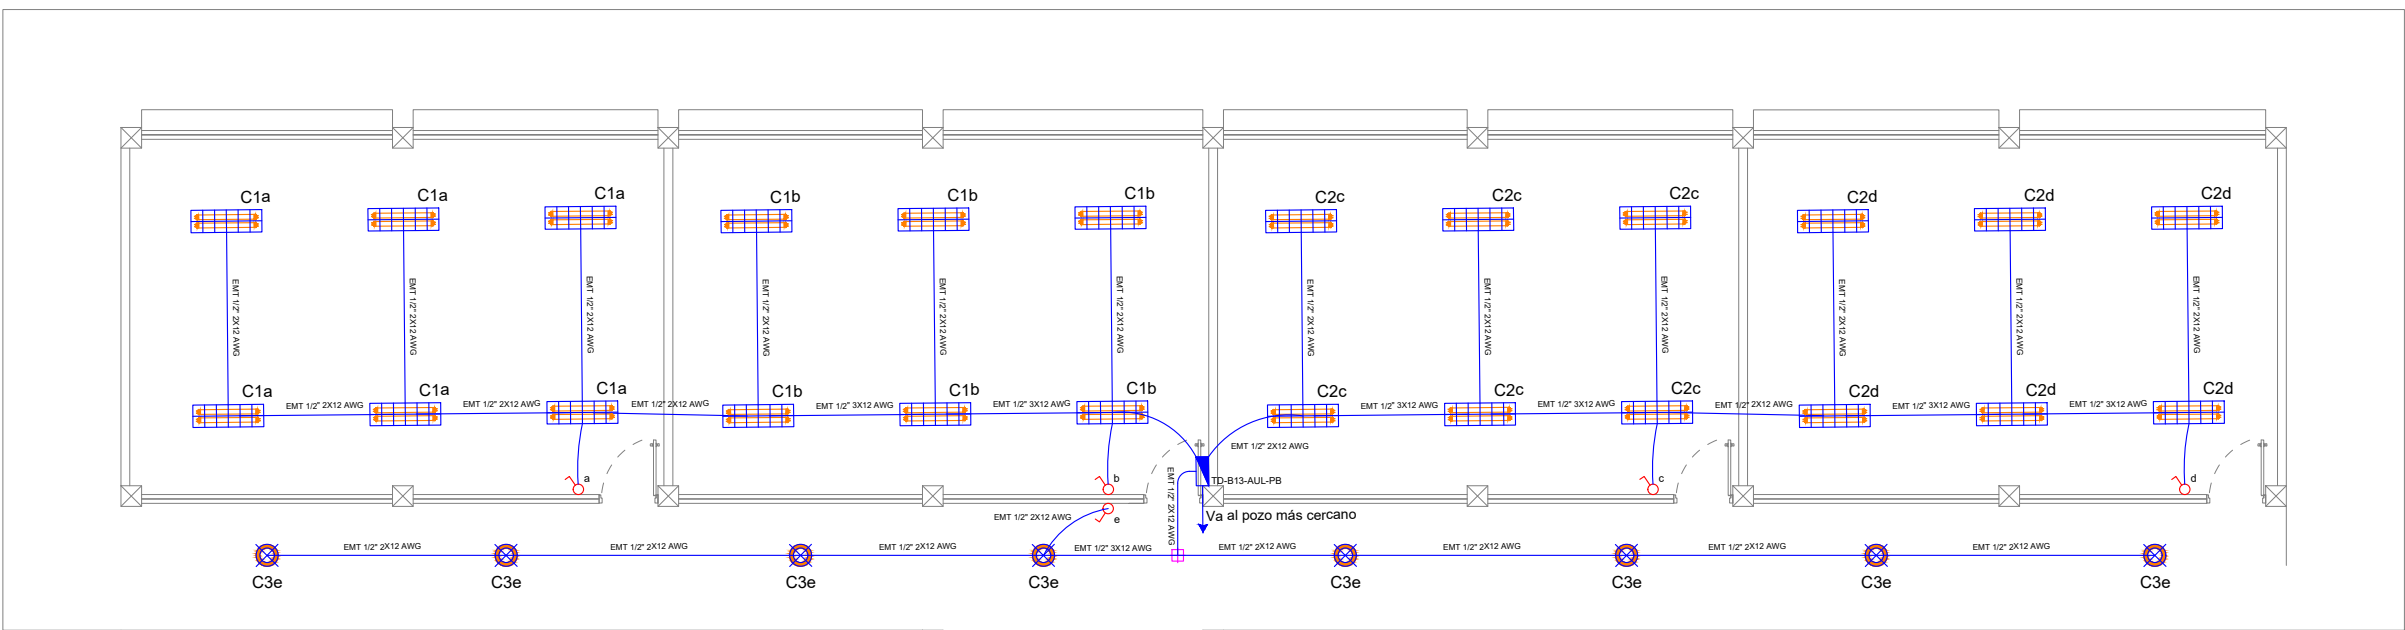 C1a C1a C1a C1b C1b C1b C2c C2c C2c C2d C2d C2d
EMT 1/2" 2X12 AWG
EMT 1/2" 2X12 AWG
EMT 1/2" 2X12 AWG
EMT 1/2" 2X12 AWG
EMT 1/2" 2X12 AWG
EMT 1/2" 2X12 AWG
EMT 1/2" 2X12 AWG
EMT 1/2" 2X12 AWG
EMT 1/2" 2X12 AWG
EMT 1/2" 2X12 AWG
EMT 1/2" 2X12 AWG
EMT 1/2" 2X12 AWG
C1a C1a C1a C1b C1b C1b C2c C2c C2c C2d C2d C2d
EMT 1/2" 2X12 AWG
EMT 1/2" 2X12 AWG
EMT 1/2" 2X12 AWG
EMT 1/2" 3X12 AWG
EMT 1/2" 3X12 AWG
EMT 1/2" 3X12 AWG
EMT 1/2" 3X12 AWG
EMT 1/2" 2X12 AWG
EMT 1/2" 3X12 AWG
EMT 1/2" 3X12 AWG
EMT 1/2" 2X12 AWG
a
b
c
d
TD-B13-AUL-PB
EMT 1/2" 2X12 AWG
Va al pozo más cercano
EMT 1/2" 2X12 AWG
e
EMT 1/2" 2X12 AWG
EMT 1/2" 2X12 AWG
EMT 1/2" 2X12 AWG
EMT 1/2" 3X12 AWG
EMT 1/2" 2X12 AWG
EMT 1/2" 2X12 AWG
EMT 1/2" 2X12 AWG
EMT 1/2" 2X12 AWG
C3e C3e C3e C3e C3e C3e C3e C3e